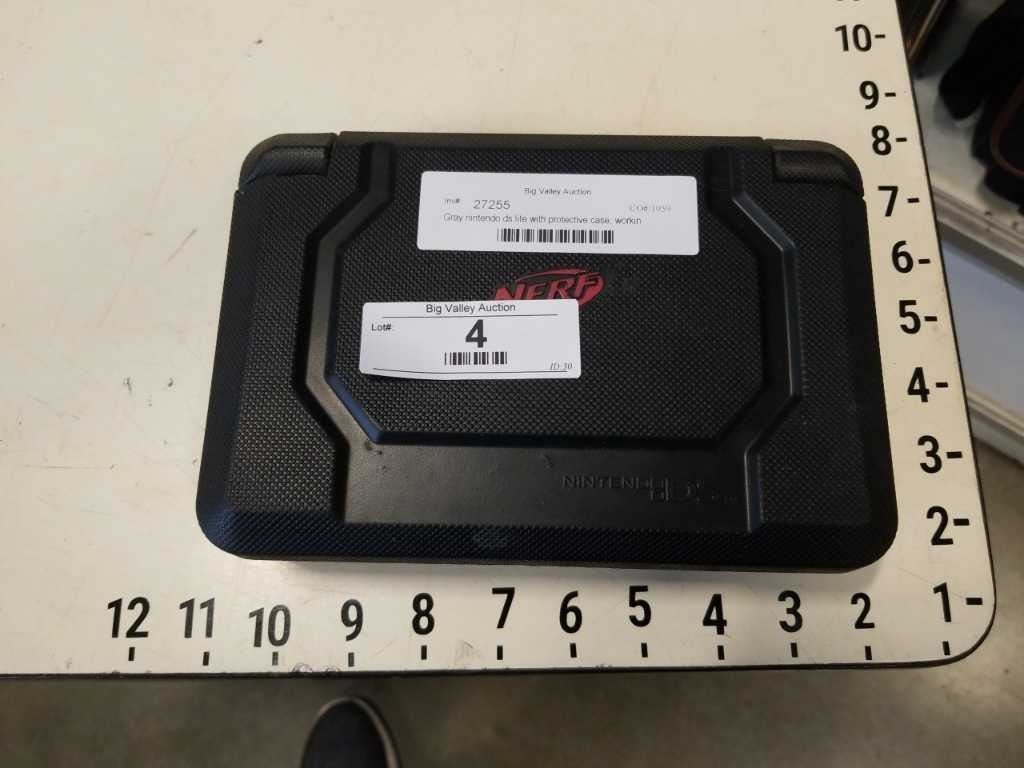 Big Valley Auction
Inv# 27255 CO#:1959
Gray nintendo ds lite with protective case, workin
NERF
Big Valley Auction
Lot#:
4
ID:30
NINTENDO DS
10-
9-
8-
7-
6-
5-
4-
3-
2-
1-
12 11 10 9 8 7 6 5 4 3 2